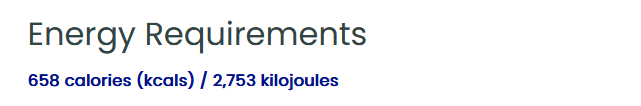 Energy Requirements
658 calories (kcals) / 2,753 kilojoules